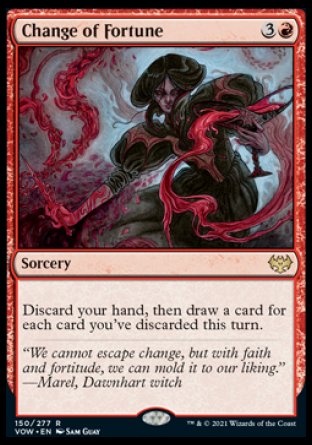 Change of Fortune 3
Sorcery
Discard your hand, then draw a card for
each card you've discarded this turn.
“We cannot escape change, but with faith
and fortitude, we can mold it to our liking.”
—Marel, Dawnhart witch
150/277 R
VOW • EN Sam Guay
™ & © 2021 Wizards of the Coast